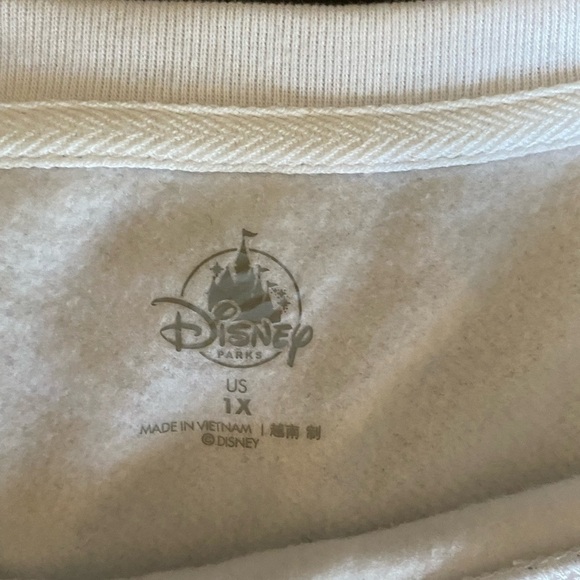 Disney
PARKS
US
1X
MADE IN VIETNAM | 越南 製
©DISNEY